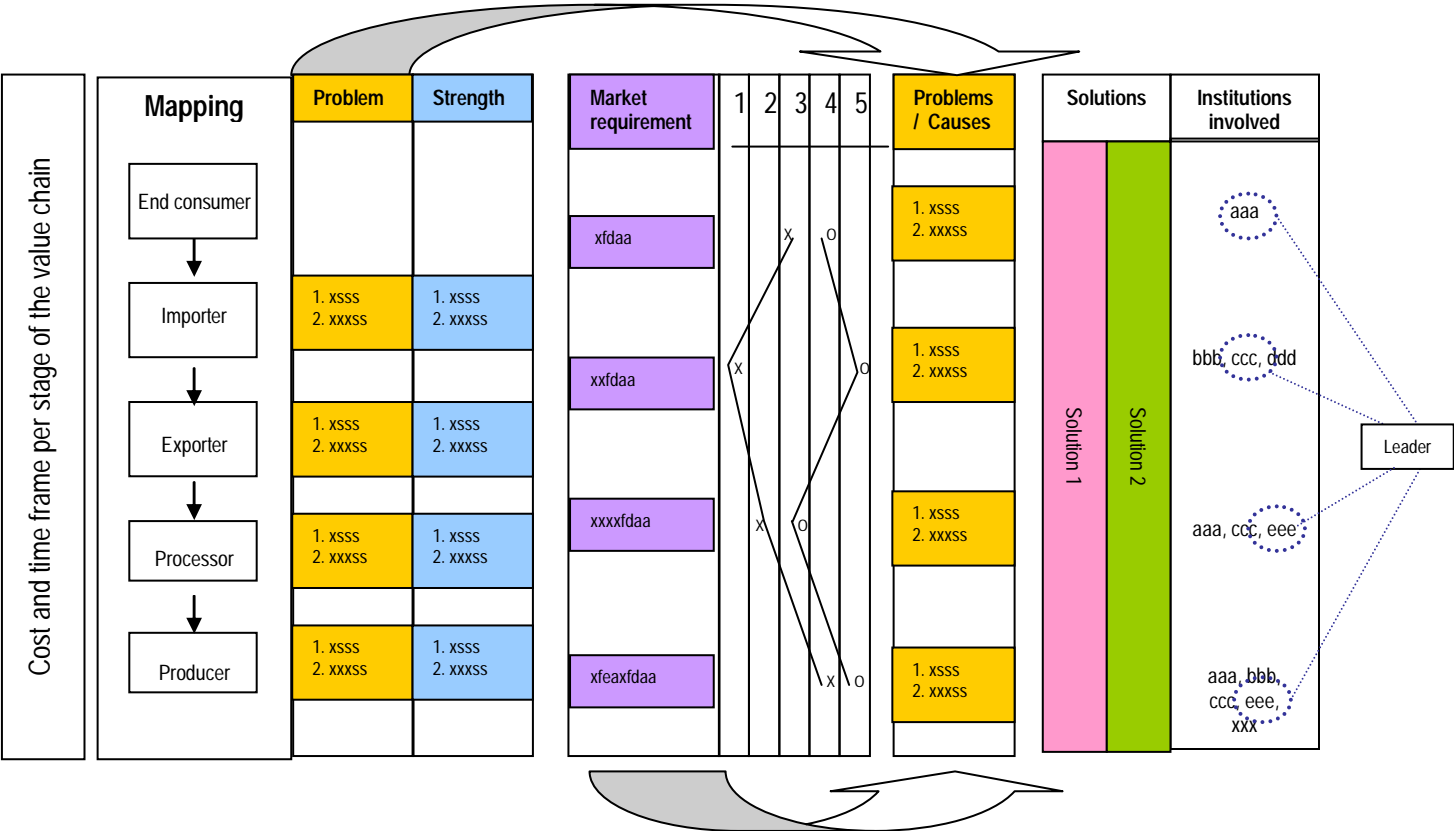 Cost and time frame per stage of the value chain
Mapping
End consumer
Importer
Exporter
Processor
Producer
Problem
1. xsss
2. xxxss
1. xsss
2. xxxss
1. xsss
2. xxxss
1. xsss
2. xxxss
Strength
1. xsss
2. xxxss
1. xsss
2. xxxss
1. xsss
2. xxxss
1. xsss
2. xxxss
Market
requirement
xfdaa
xxfdaa
xxxxfdaa
xfeaxfdaa
1 2 3 4 5
X O
X O
X O
X O
Problems
/ Causes
1. xsss
2. xxxss
1. xsss
2. xxxss
1. xsss
2. xxxss
1. xsss
2. xxxss
Solutions
Solution 1
Solution 2
Institutions
involved
aaa
bbb, ccc, ddd
aaa, ccc, eee
aaa, bbb,
ccc, eee,
xxx
Leader